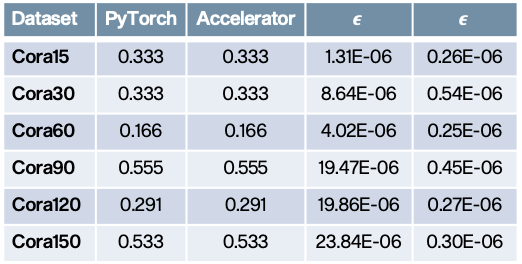 Dataset PyTorch Accelerator ϵ ϵ
Cora15 0.333 0.333 1.31E-06 0.26E-06
Cora30 0.333 0.333 8.64E-06 0.54E-06
Cora60 0.166 0.166 4.02E-06 0.25E-06
Cora90 0.555 0.555 19.47E-06 0.45E-06
Cora120 0.291 0.291 19.86E-06 0.27E-06
Cora150 0.533 0.533 23.84E-06 0.30E-06